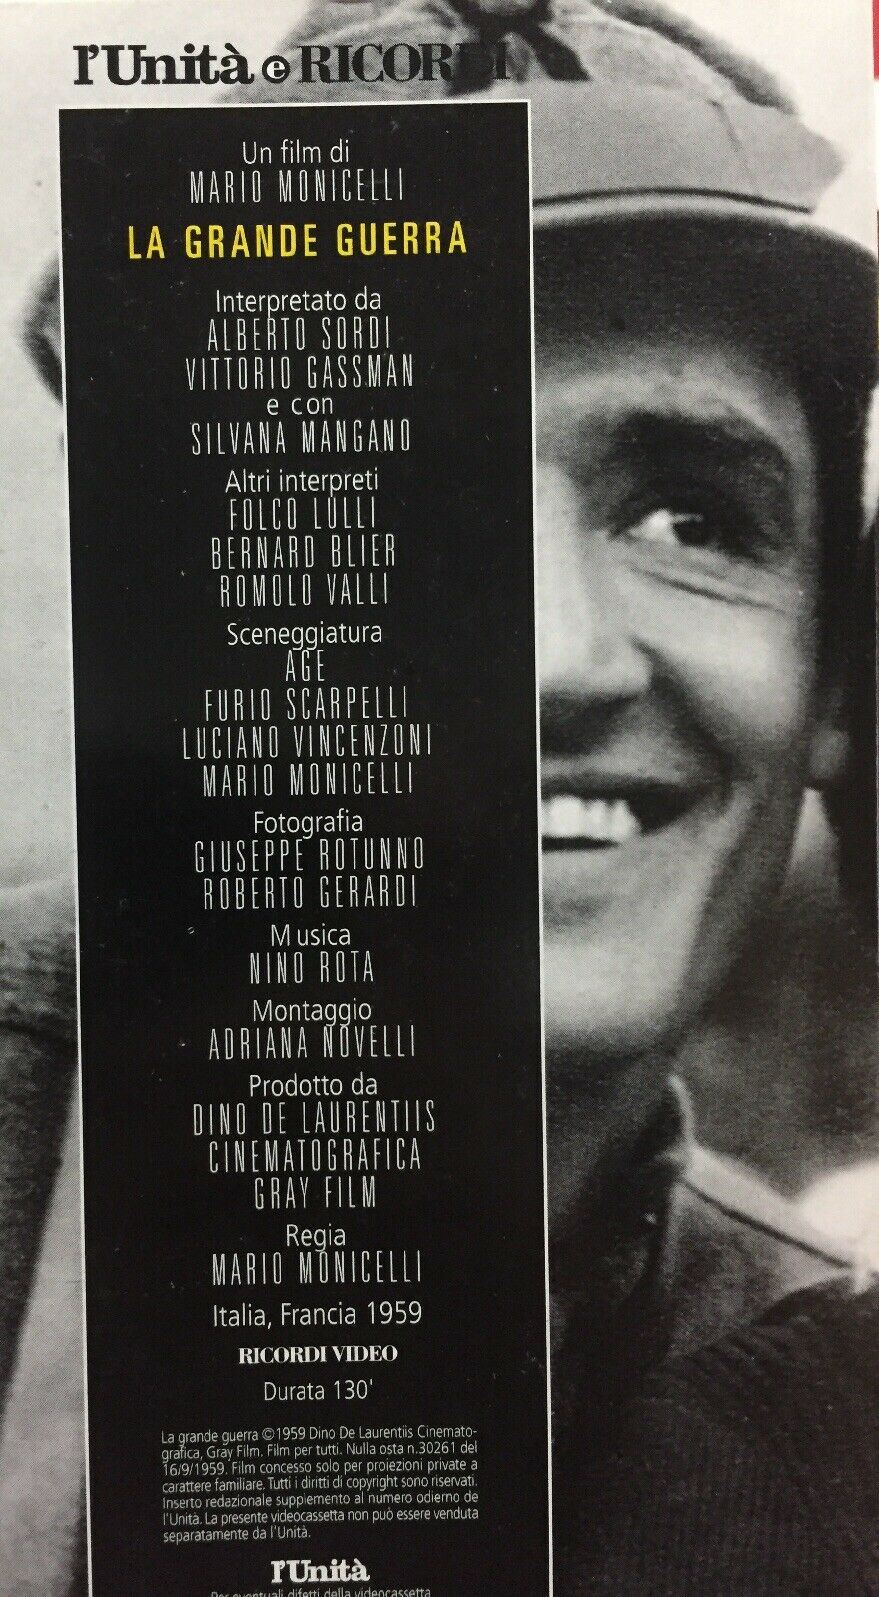 l'Unità e RICORDI
Un film di
MARIO MONICELLI
LA GRANDE GUERRA
Interpretato da
ALBERTO SORDI
VITTORIO GASSMAN
e con
SILVANA MANGANO
Altri interpreti
FOLCO LULLI
BERNARD BLIER
ROMOLO VALLI
Sceneggiatura
AGE
FURIO SCARPELLI
LUCIANO VINCENZONI
MARIO MONICELLI
Fotografia
GIUSEPPE ROTUNNO
ROBERTO GERARDI
Musica
NINO ROTA
Montaggio
ADRIANA NOVELLI
Prodotto da
DINO DE LAURENTIIS
CINEMATOGRAFICA
GRAY FILM
Regia
MARIO MONICELLI
Italia, Francia 1959
RICORDI VIDEO
Durata 130'
La grande guerra ©1959 Dino De Laurentiis Cinemato-
grafica, Gray Film. Film per tutti. Nulla osta n.30261 del
16/9/1959. Film concesso solo per proiezioni private a
carattere familiare. Tutti i diritti di copyright sono riservati.
Inserto redazionale supplemento al numero odierno de
l'Unità. La presente videocassetta non può essere venduta
separatamente da l'Unità.
l'Unità
Per eventuali difetti della videocassetta